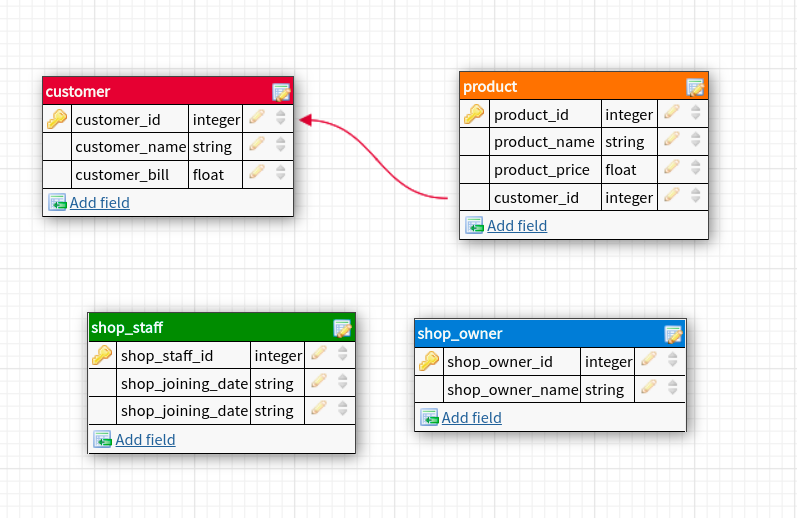 customer
customer_id integer
customer_name string
customer_bill float
Add field
product
product_id integer
product_name string
product_price float
customer_id integer
Add field
shop_staff
shop_staff_id integer
shop_joining_date string
shop_joining_date string
Add field
shop_owner
shop_owner_id integer
shop_owner_name string
Add field